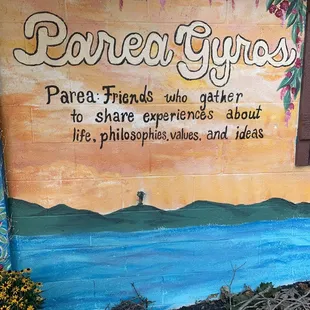 Parea Gyros
Parea: Friends who gather
to share experiences about
life, philosophies, values, and ideas